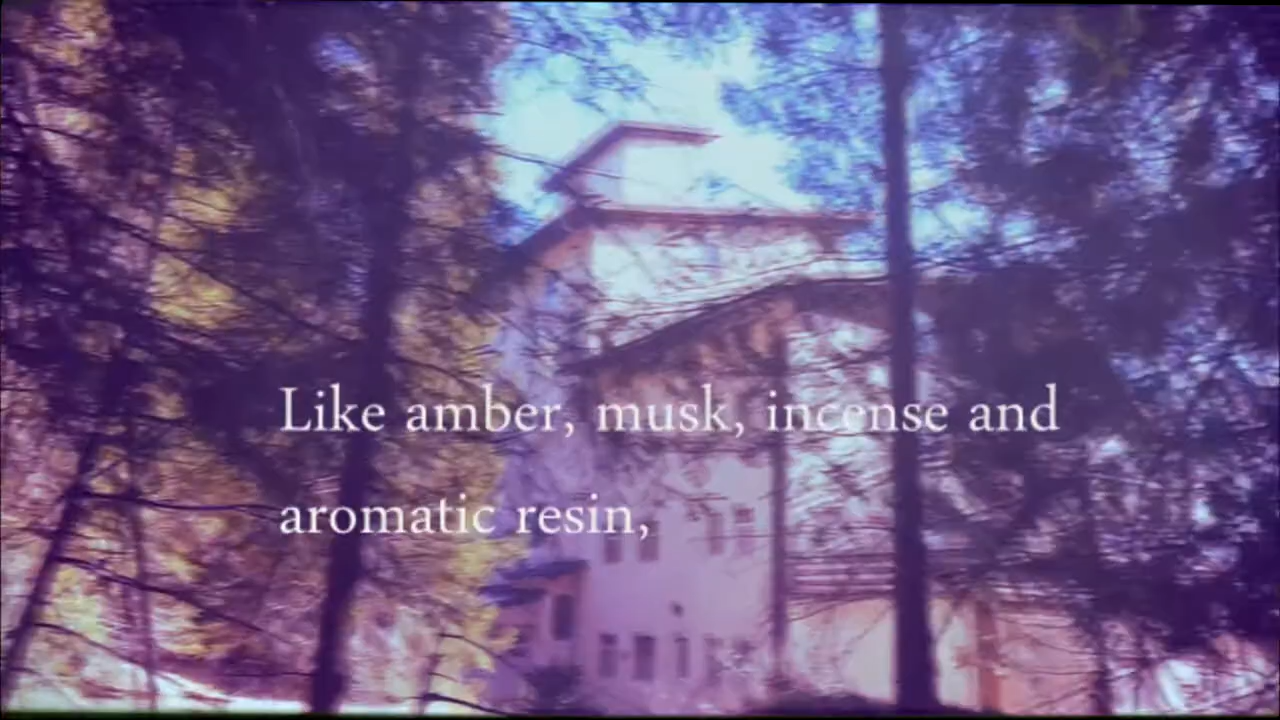 Like amber, musk, incense and
aromatic resin,